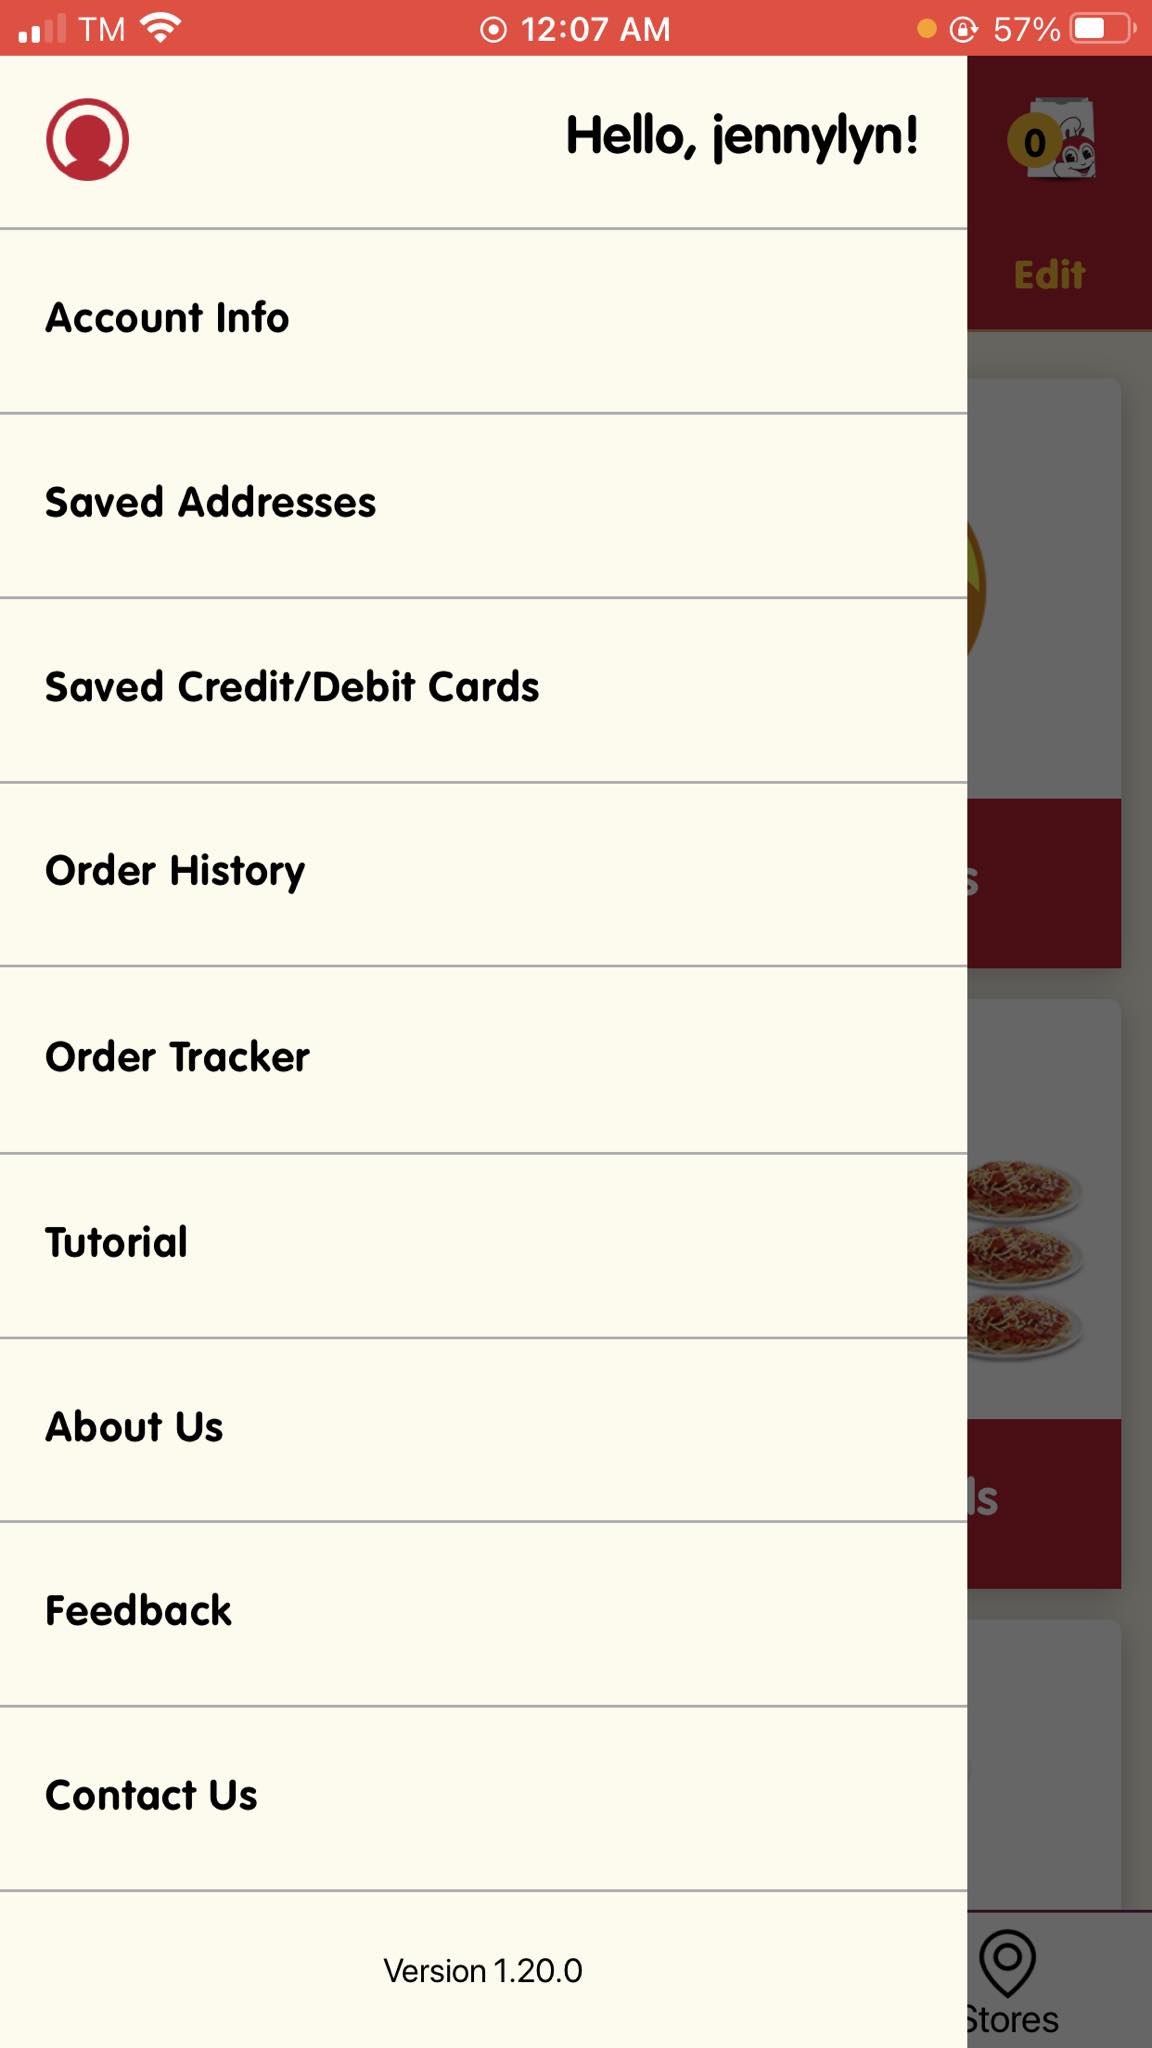 TM 12:07 AM 57%
Hello, jennylyn!
0
Edit
Account Info
Saved Addresses
Saved Credit/Debit Cards
Order History
Order Tracker
Tutorial
About Us
Feedback
Contact Us
Version 1.20.0
Stores